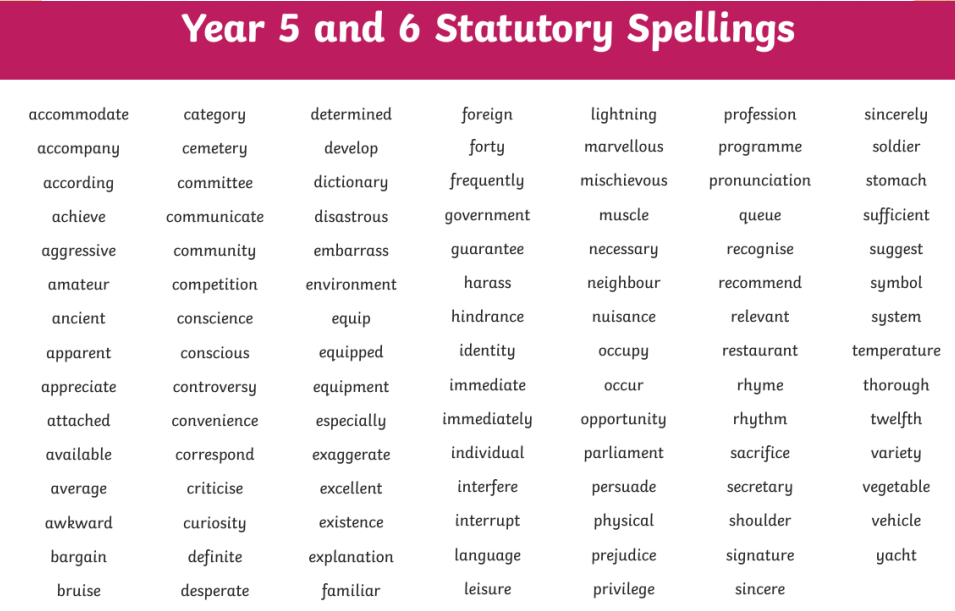 Year 5 and 6 Statutory Spellings
accommodate category determined foreign lightning profession sincerely
accompany cemetery develop forty marvellous programme soldier
according committee dictionary frequently mischievous pronunciation stomach
achieve communicate disastrous government muscle queue sufficient
aggressive community embarrass guarantee necessary recognise suggest
amateur competition environment harass neighbour recommend symbol
ancient conscience equip hindrance nuisance relevant system
apparent conscious equipped identity occupy restaurant temperature
appreciate controversy equipment immediate occur rhyme thorough
attached convenience especially immediately opportunity rhythm twelfth
available correspond exaggerate individual parliament sacrifice variety
average criticise excellent interfere persuade secretary vegetable
awkward curiosity existence interrupt physical shoulder vehicle
bargain definite explanation language prejudice signature yacht
bruise desperate familiar leisure privilege sincere